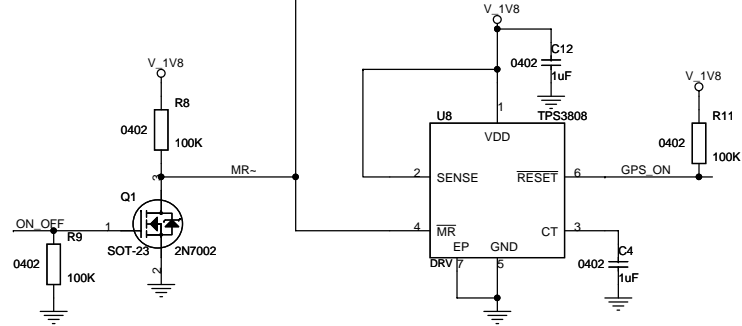 V_1V8
C12
0402
1uF
V_1V8
V_1V8
R8
0402
100K
1
U8
TPS3808
VDD
R11
0402
100K
3
MR~
2
SENSE
RESET
6
GPS_ON
Q1
ON_OFF
1
4
MR
CT
3
R9
SOT-23
2N7002
EP
GND
C4
0402
100K
2
DRV
7
5
0402
1uF